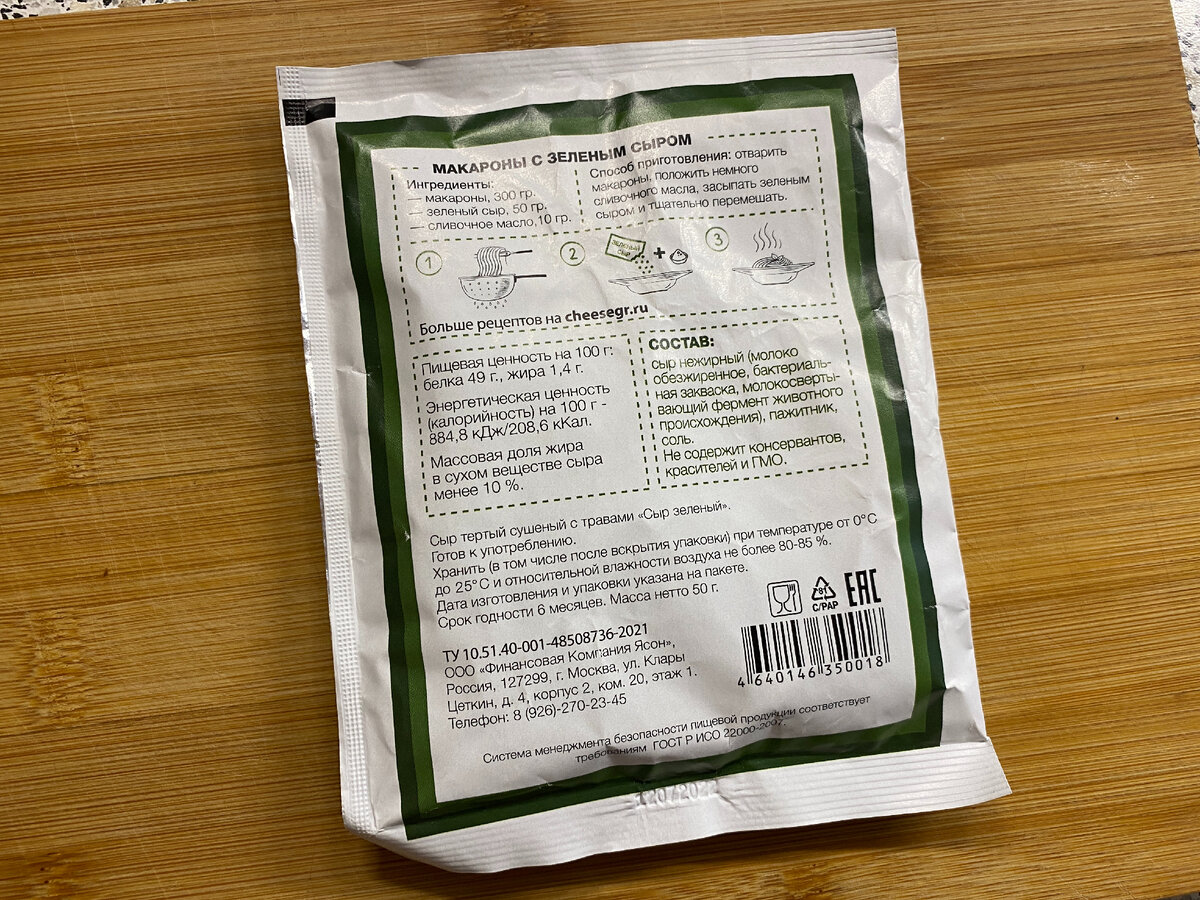 МАКАРОНЫ С ЗЕЛЕНЫМ СЫРОМ
Ингредиенты:
— макароны, 300 гр.
— зеленый сыр, 50 гр.
— сливочное масло,10 гр.
Способ приготовления: отварить
макароны, положить немного
сливочного масла, засыпать зеленым
сыром и тщательно перемешать.
1
2
ЗЕЛЕНЫЙ
СЫР
+
3
Больше рецептов на cheesegr.ru
Пищевая ценность на 100 г:
белка 49 г., жира 1,4 г.
Энергетическая ценность
(калорийность) на 100 г -
884,8 кДж/208,6 кКал.
Массовая доля жира
в сухом веществе сыра
менее 10 %.
СОСТАВ:
сыр нежирный (молоко
обезжиренное, бактериаль-
ная закваска, молокосверты-
вающий фермент животного
происхождения), пажитник,
соль.
Не содержит консервантов,
красителей и ГМО.
Сыр тертый сушеный с травами «Сыр зеленый».
Готов к употреблению.
Хранить (в том числе после вскрытия упаковки) при температуре от 0°С
до 25°С и относительной влажности воздуха не более 80-85 %.
Дата изготовления и упаковки указана на пакете.
Срок годности 6 месяцев. Масса нетто 50 г.
81
C/PAP
EAC
ТУ 10.51.40-001-48508736-2021
ООО «Финансовая Компания Ясон»,
Россия, 127299, г. Москва, ул. Клары
Цеткин, д. 4, корпус 2, ком. 20, этаж 1.
Телефон: 8 (926)-270-23-45
4 640146 350018
Система менеджмента безопасности пищевой продукции соответствует
требованиям ГОСТ Р ИСО 22000-2007.